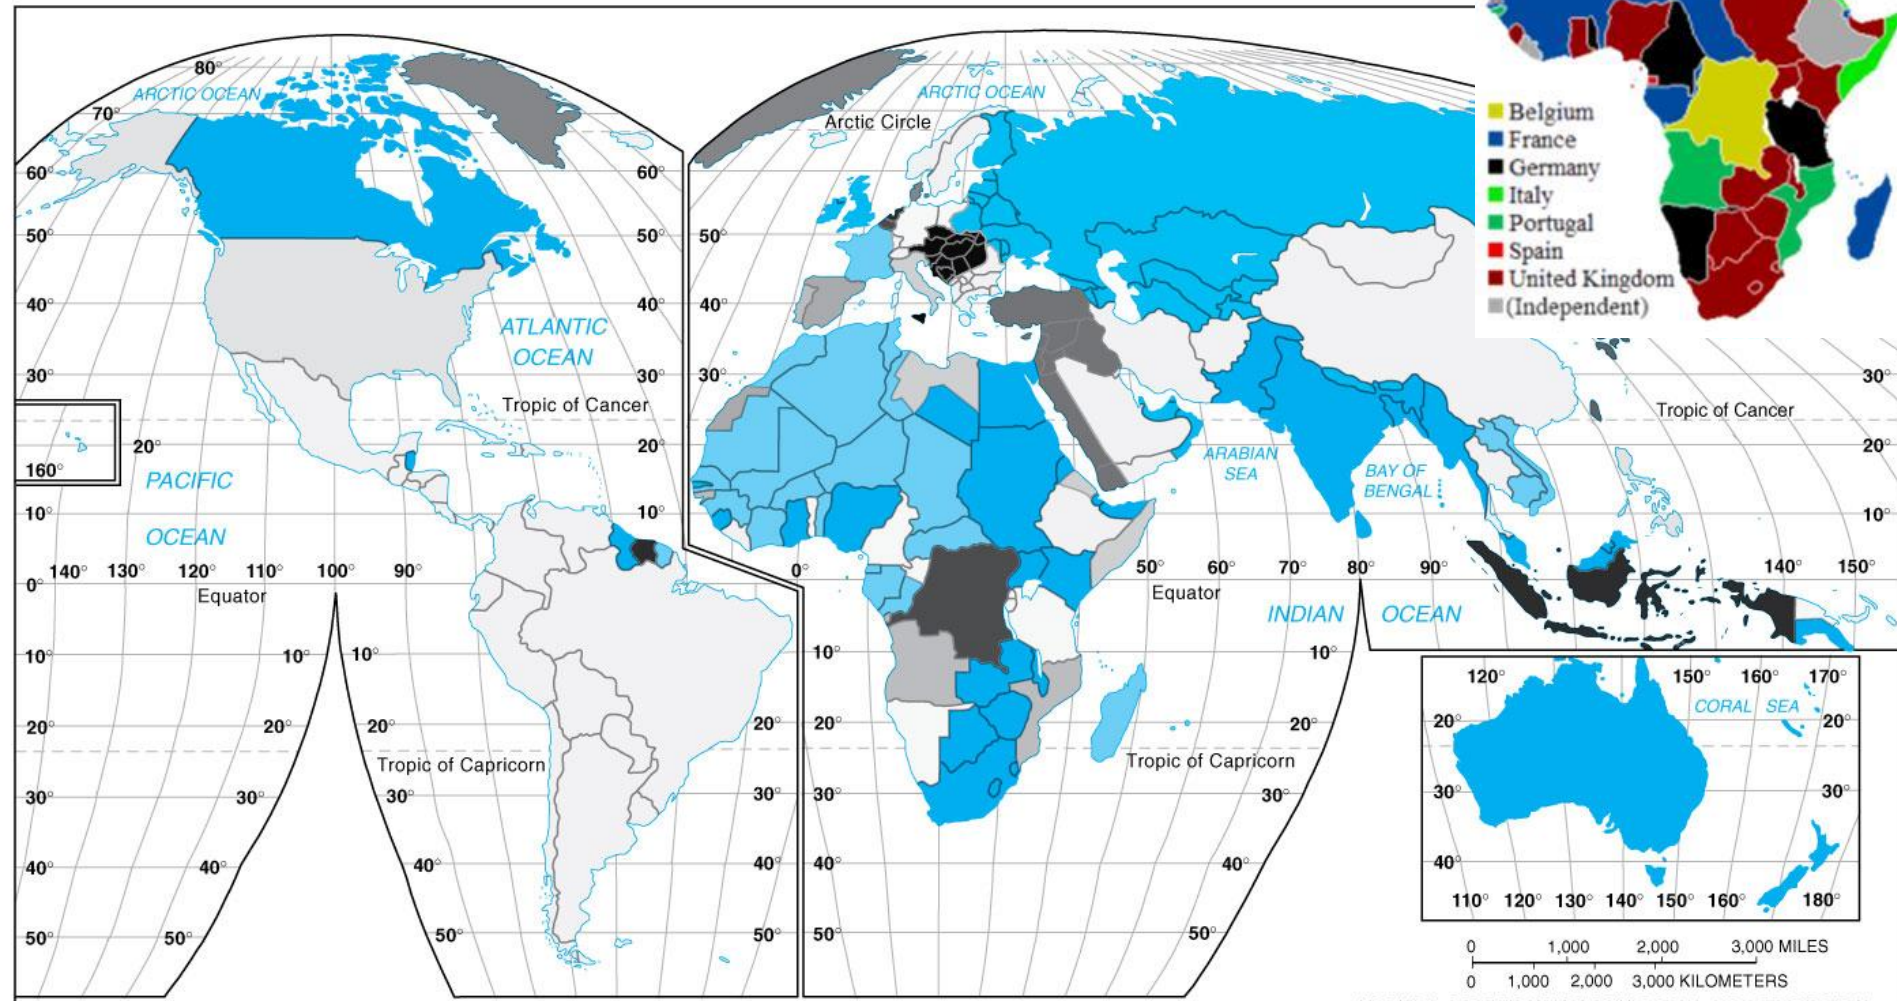 80°
ARCTIC OCEAN
70°
60°
60°
50°
50°
40°
40°
ATLANTIC
OCEAN
30°
30°
Tropic of Cancer
160°
20°
20°
PACIFIC
OCEAN
10°
10°
140° 130° 120° 110° 100° 90°
0°
0°
Equator
10°
10°
10°
20°
20°
20°
20°
Tropic of Capricorn
30°
30°
30°
30°
40°
40°
40°
40°
50°
50°
50°
50°
ARCTIC OCEAN
Arctic Circle
50°
40°
30°
ARABIAN
SEA
BAY OF
BENGAL
Tropic of Cancer
30°
20°
10°
0° 50° 60° 70° 80° 90° 140° 150°
Equator
INDIAN OCEAN
10°
10°
20°
20°
Tropic of Capricorn
30°
30°
40°
40°
50°
50°
Belgium
France
Germany
Italy
Portugal
Spain
United Kingdom
(Independent)
120° 150° 160° 170°
CORAL SEA
20°
20°
30°
30°
40°
110° 120° 130° 140° 150° 160° 180°
0 1,000 2,000 3,000 MILES
0 1,000 2,000 3,000 KILOMETERS